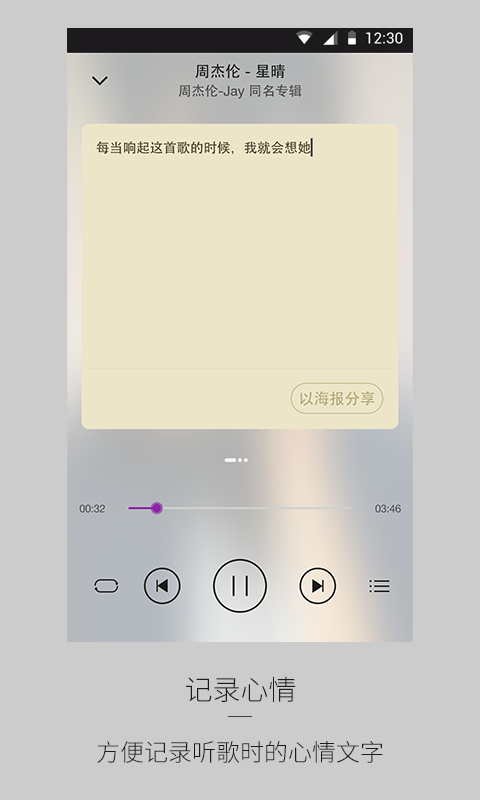 12:30
周杰伦 - 星晴
周杰伦-Jay 同名专辑
每当响起这首歌的时候，我就会想她
以海报分享
00:32
03:46
记录心情
方便记录听歌时的心情文字